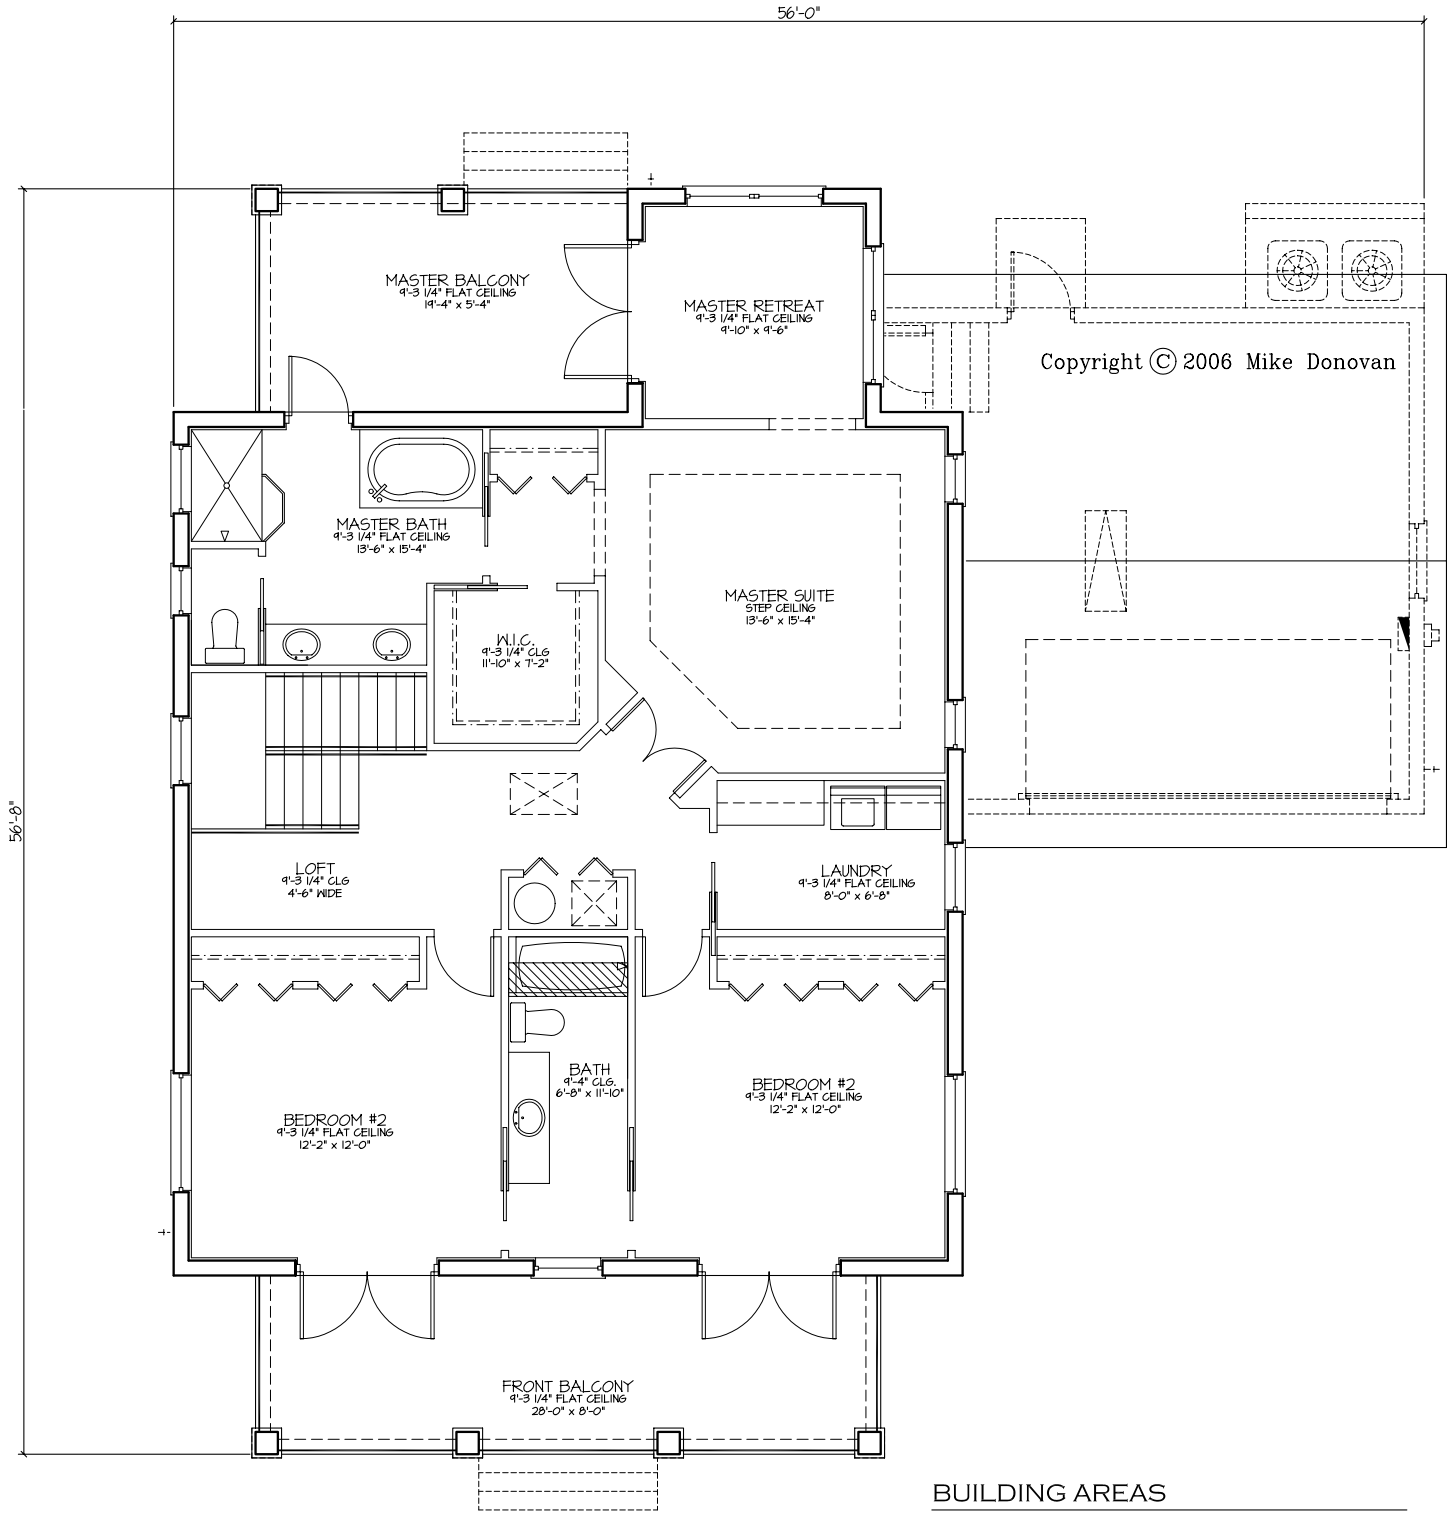 56'-0"
MASTER BALCONY
9'-3 1/4" FLAT CEILING
19'-4" x 5'-4"
MASTER RETREAT
9'-3 1/4" FLAT CEILING
9'-10" x 9'-6"
Copyright © 2006 Mike Donovan
MASTER BATH
9'-3 1/4" FLAT CEILING
13'-6" x 15'-4"
MASTER SUITE
STEP CEILING
13'-6" x 15'-4"
W.I.C.
9'-3 1/4" CLG
11'-10" x 7'-2"
56'-8"
LOFT
9'-3 1/4" CLG
4'-6" WIDE
LAUNDRY
9'-3 1/4" FLAT CEILING
8'-0" x 6'-8"
BATH
9'-4" CLG.
6'-8" x 11'-10"
BEDROOM #2
9'-3 1/4" FLAT CEILING
12'-2" x 12'-0"
BEDROOM #2
9'-3 1/4" FLAT CEILING
12'-2" x 12'-0"
FRONT BALCONY
9'-3 1/4" FLAT CEILING
28'-0" x 8'-0"
BUILDING AREAS